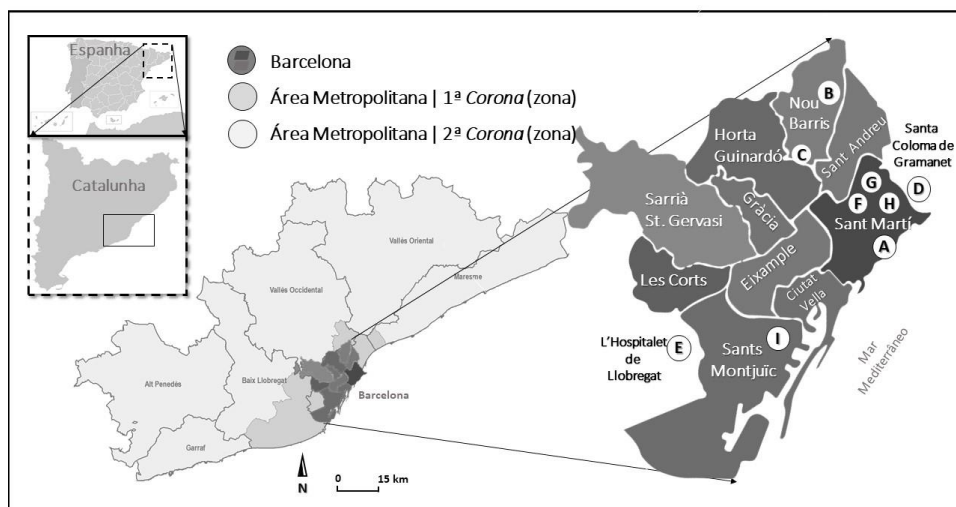 Espanha
Catalunha
Barcelona
Área Metropolitana | 1ª Corona (zona)
Área Metropolitana | 2ª Corona (zona)
Vallès Oriental
Maresme
Vallès Occidental
Alt Penedès
Baix Llobregat
Garraf
Barcelona
N
0 15 km
B
Nou
Barris
Horta
Guinardó
C
Sant Andreu
Santa
Coloma de
Gramanet
D
G
F
H
Sant Martí
A
Sarrià
St. Gervasi
Gràcia
Eixample
Les Corts
Ciutat
Vella
L'Hospitalet
de
Llobregat
E
I
Sants
Montjuïc
Mar
Mediterrâneo